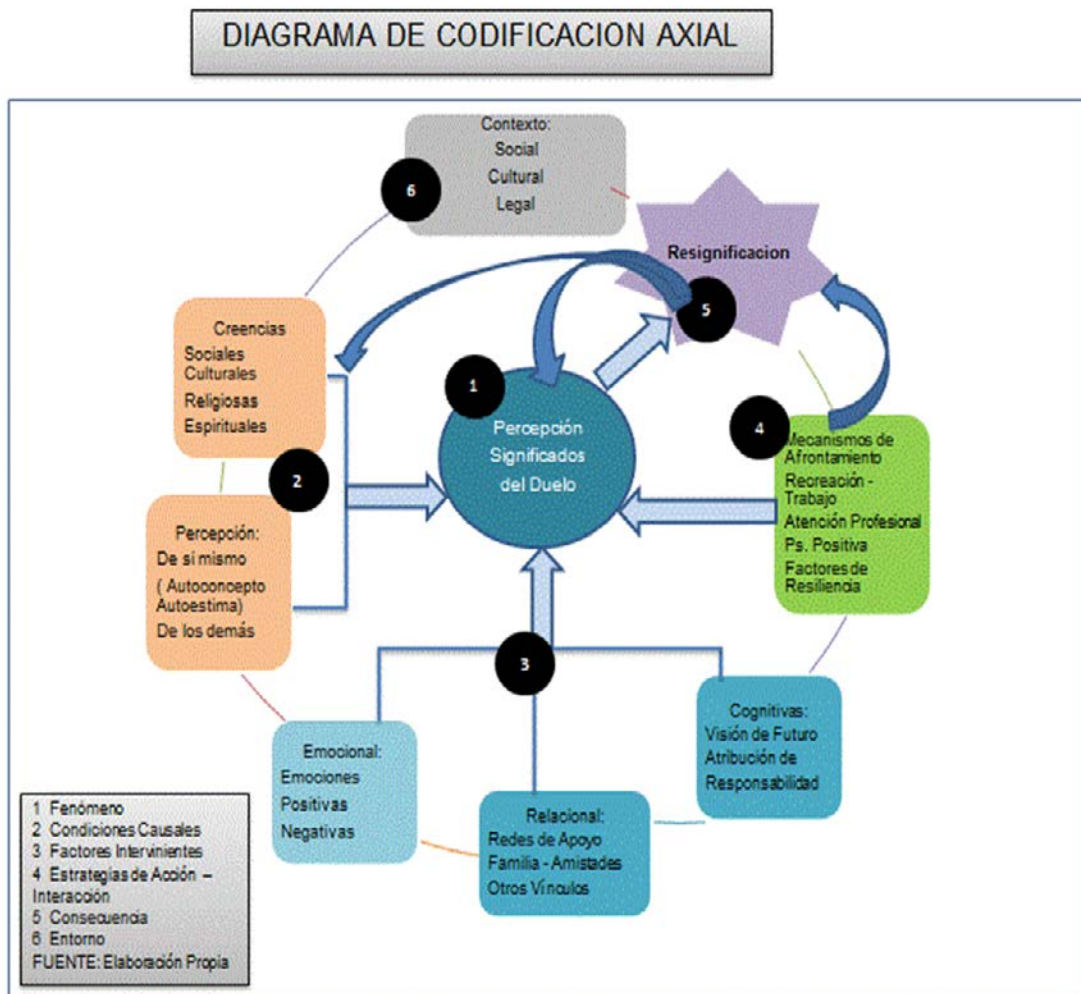 DIAGRAMA DE CODIFICACION AXIAL
Contexto:
Social
Cultural
Legal
6
Resignificacion
5
Creencias
Sociales
Culturales
Religiosas
Espirituales
1
Percepción
Significados
del Duelo
4
Mecanismos de
Afrontamiento
Recreación -
Trabajo
Atención Profesional
Ps. Positiva
Factores de
Resiliencia
2
Percepción:
De si mismo
( Autoconcepto
Autoestima)
De los demás
3
Emocional:
Emociones
Positivas
Negativas
Relacional:
Redes de Apoyo
Familia - Amistades
Otros Vínculos
Cognitivas:
Visión de Futuro
Atribución de
Responsabilidad
1 Fenómeno
2 Condiciones Causales
3 Factores Intervinientes
4 Estrategias de Acción –
Interacción
5 Consecuencia
6 Entorno
FUENTE: Elaboración Propia